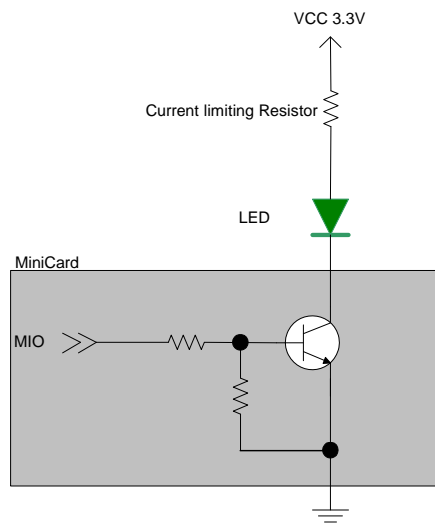 VCC 3.3V
Current limiting Resistor
LED
MiniCard
MIO